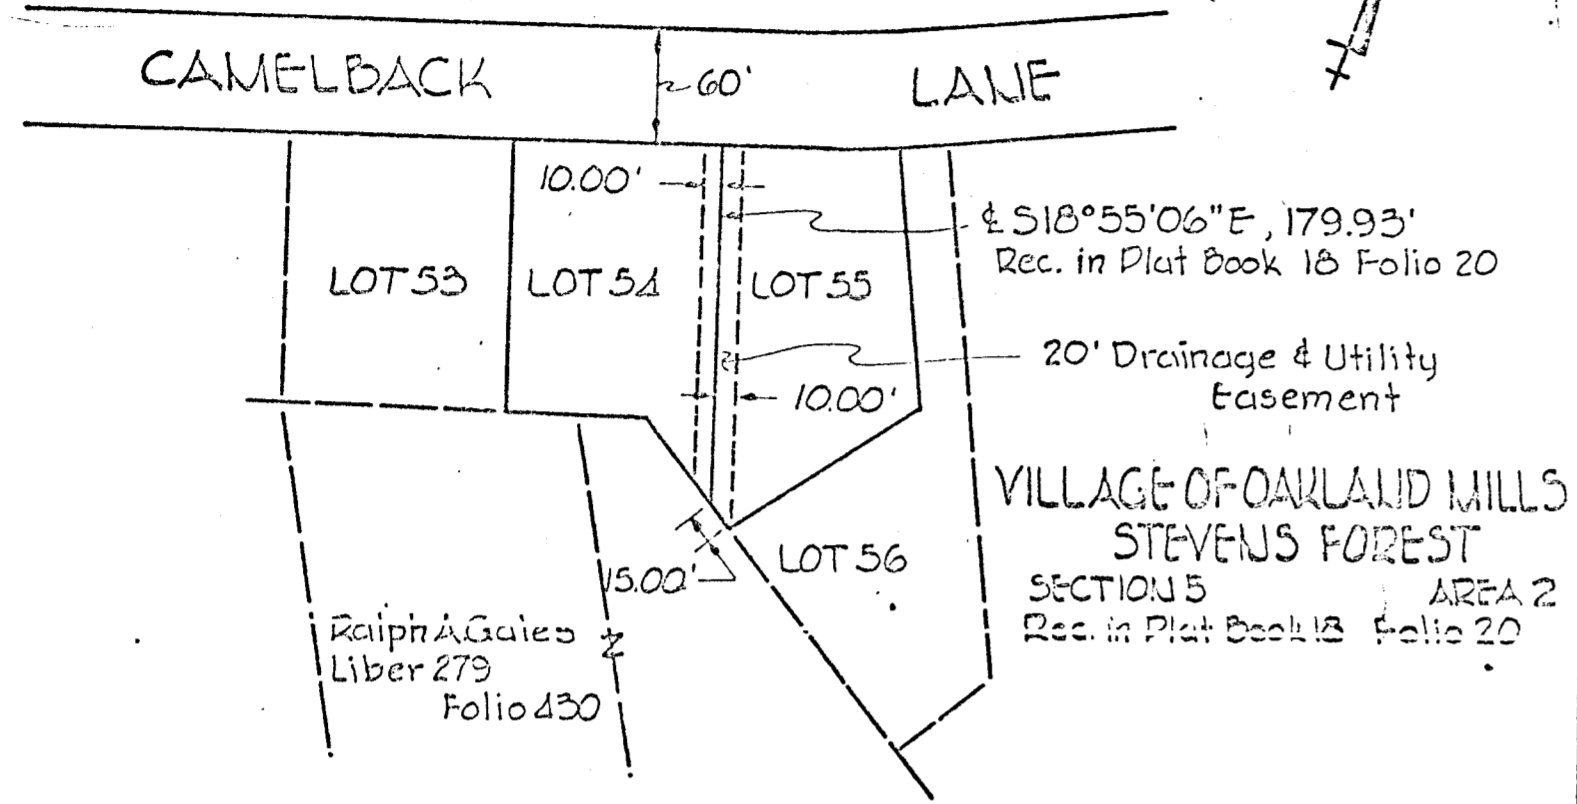 CAMELBACK LANE
60'
10.00'
℄ S18°55'06"E, 179.93'
Rec. in Plat Book 18 Folio 20
LOT 53
LOT 54
LOT 55
20' Drainage & Utility
Easement
10.00'
VILLAGE OF OAKLAND MILLS
STEVENS FOREST
SECTION 5 AREA 2
Rec. in Plat Book 18 Folio 20
LOT 56
15.00'
Ralph A Gaies
Liber 279
Folio 430